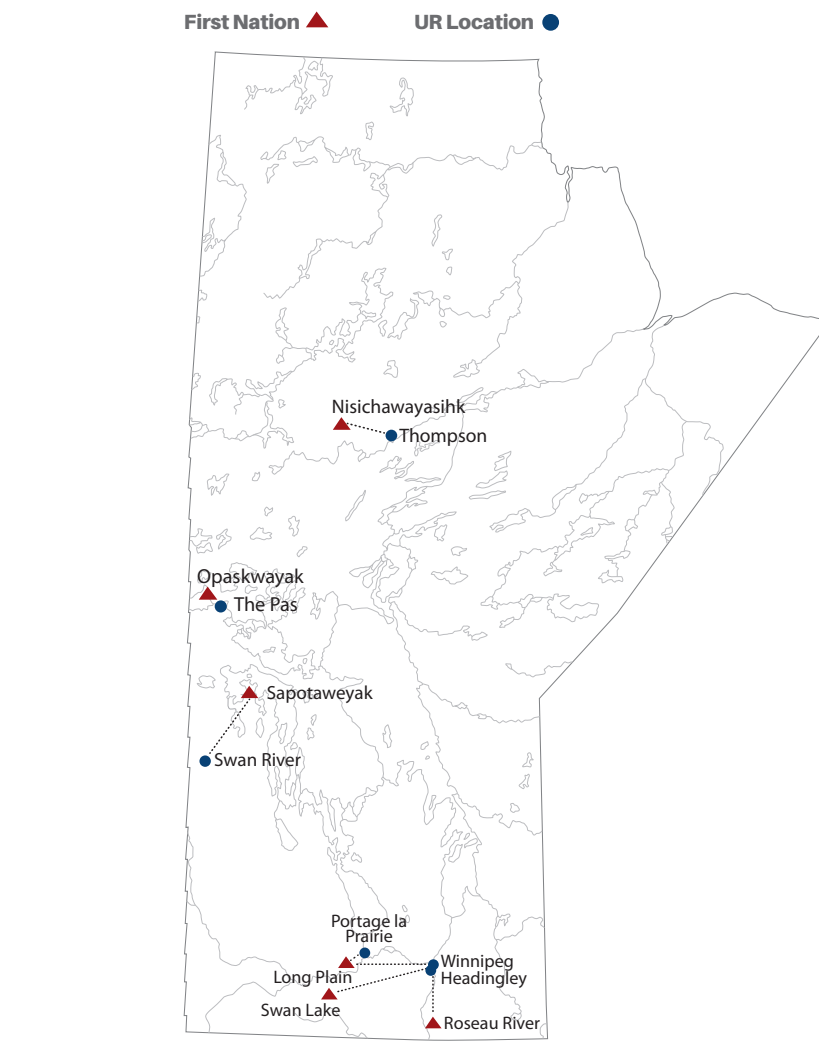 First Nation
UR Location
Nisichawayasihk
Thompson
Opaskwayak
The Pas
Sapotaweyak
Swan River
Portage la
Prairie
Winnipeg
Long Plain
Headingley
Swan Lake
Roseau River